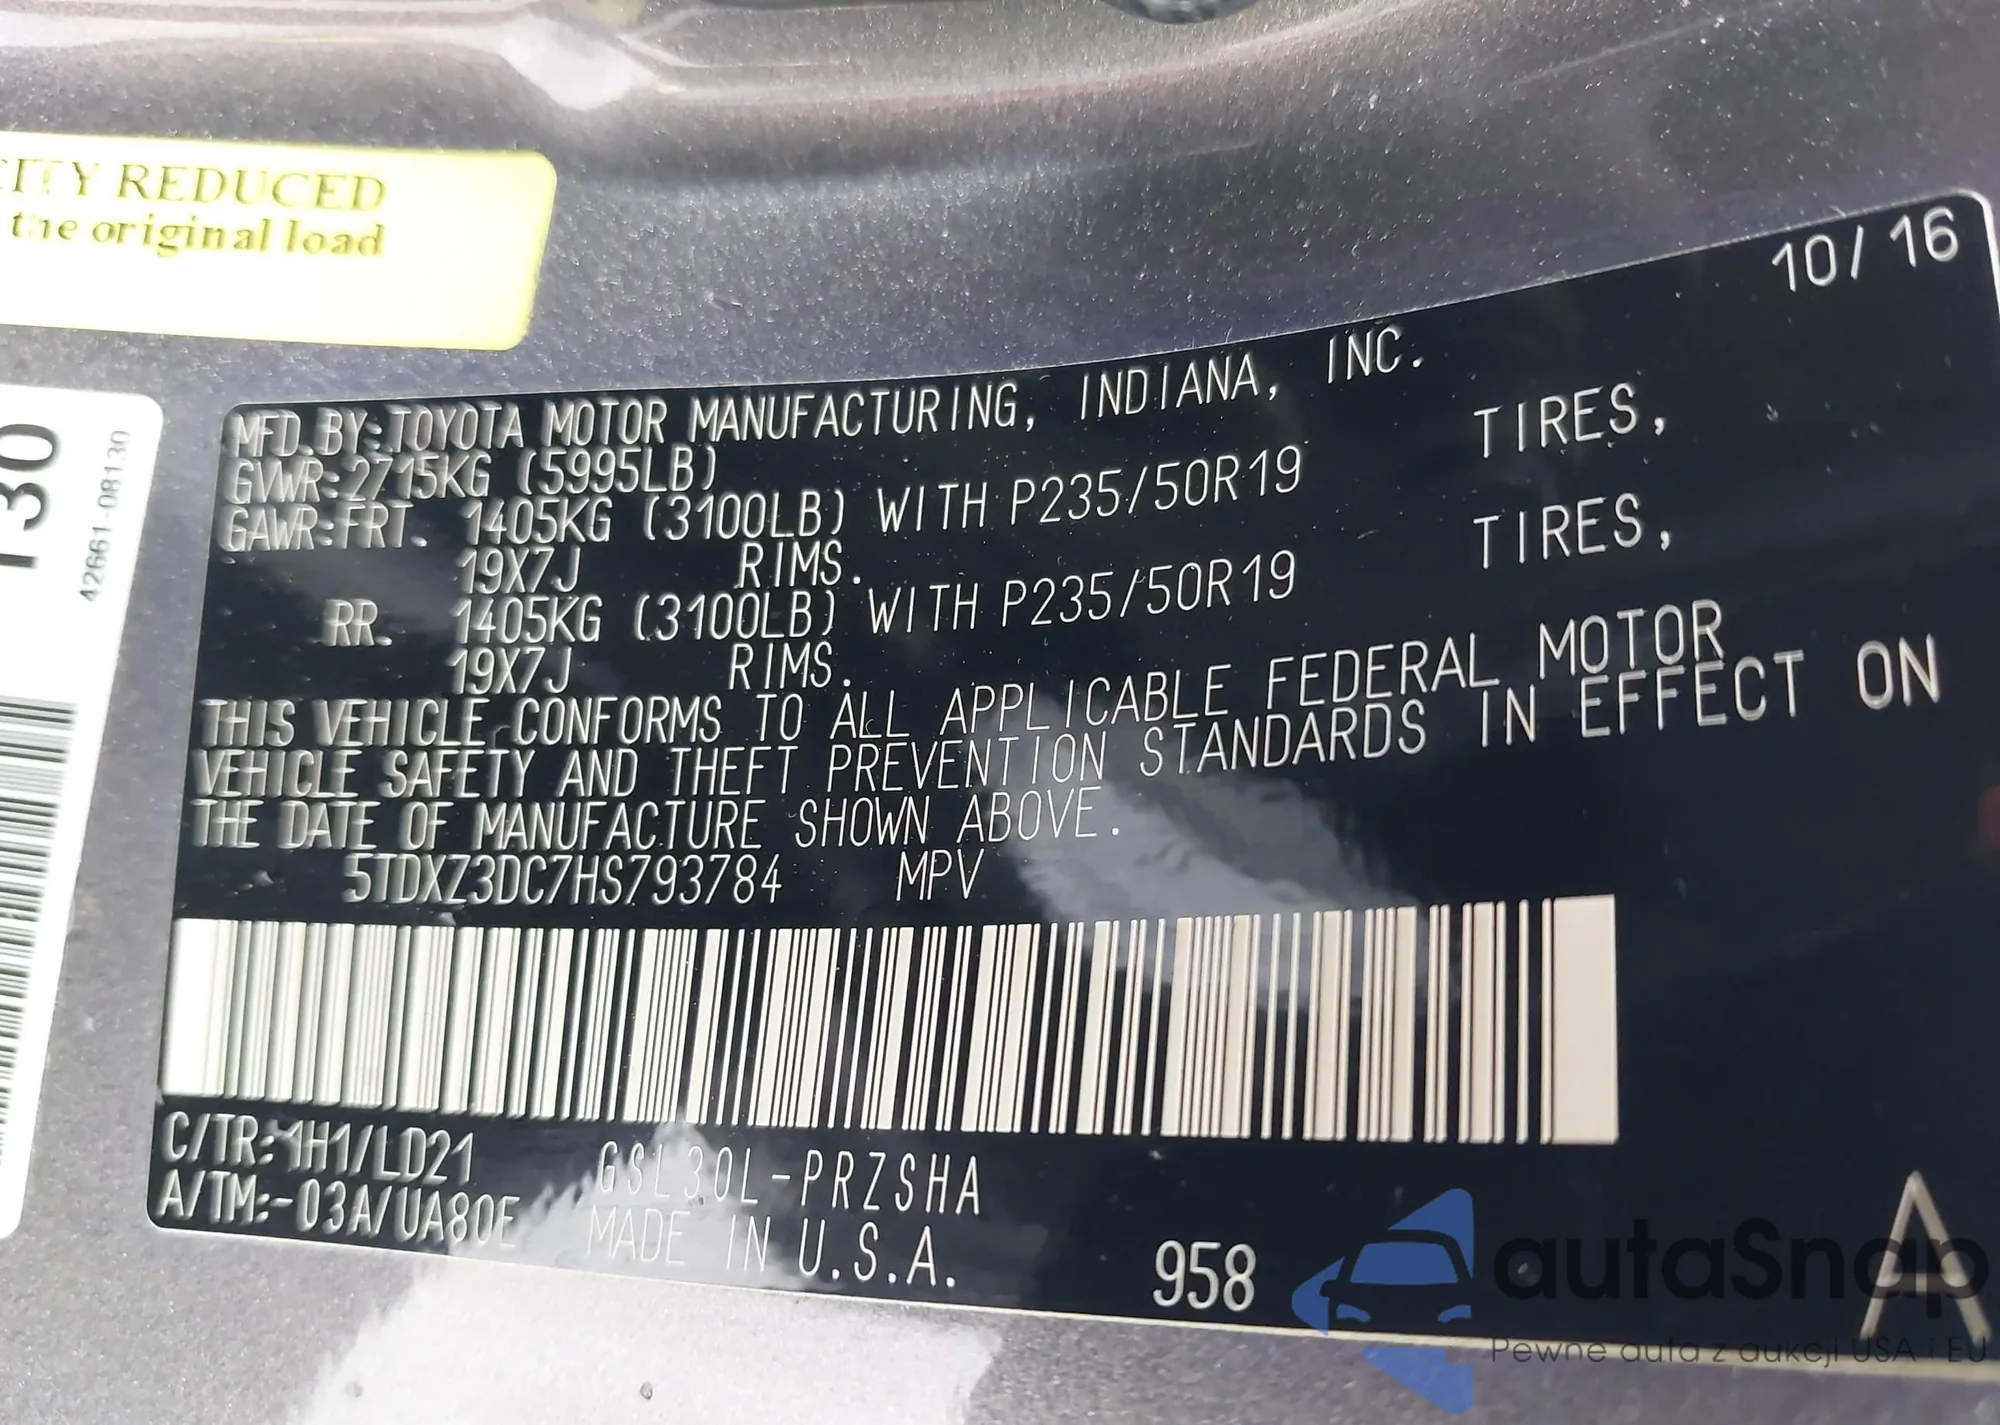 CITY REDUCED
the original load
130
42661-08130
10/16
MFD.BY:TOYOTA MOTOR MANUFACTURING, INDIANA, INC.
GVWR:2715KG (5995LB)
GAWR:FRT. 1405KG (3100LB) WITH P235/50R19 TIRES,
19X7J RIMS.
RR. 1405KG (3100LB) WITH P235/50R19 TIRES,
19X7J RIMS.
THIS VEHICLE CONFORMS TO ALL APPLICABLE FEDERAL MOTOR
VEHICLE SAFETY AND THEFT PREVENTION STANDARDS IN EFFECT ON
THE DATE OF MANUFACTURE SHOWN ABOVE.
5TDXZ3DC7HS793784 MPV
C/TR:1H1/LD21 GSL30L-PRZSHA
A/TM:-03A/UA80E MADE IN U.S.A.
958
A
autaSnap
Pewne auta z aukcji USA i EU